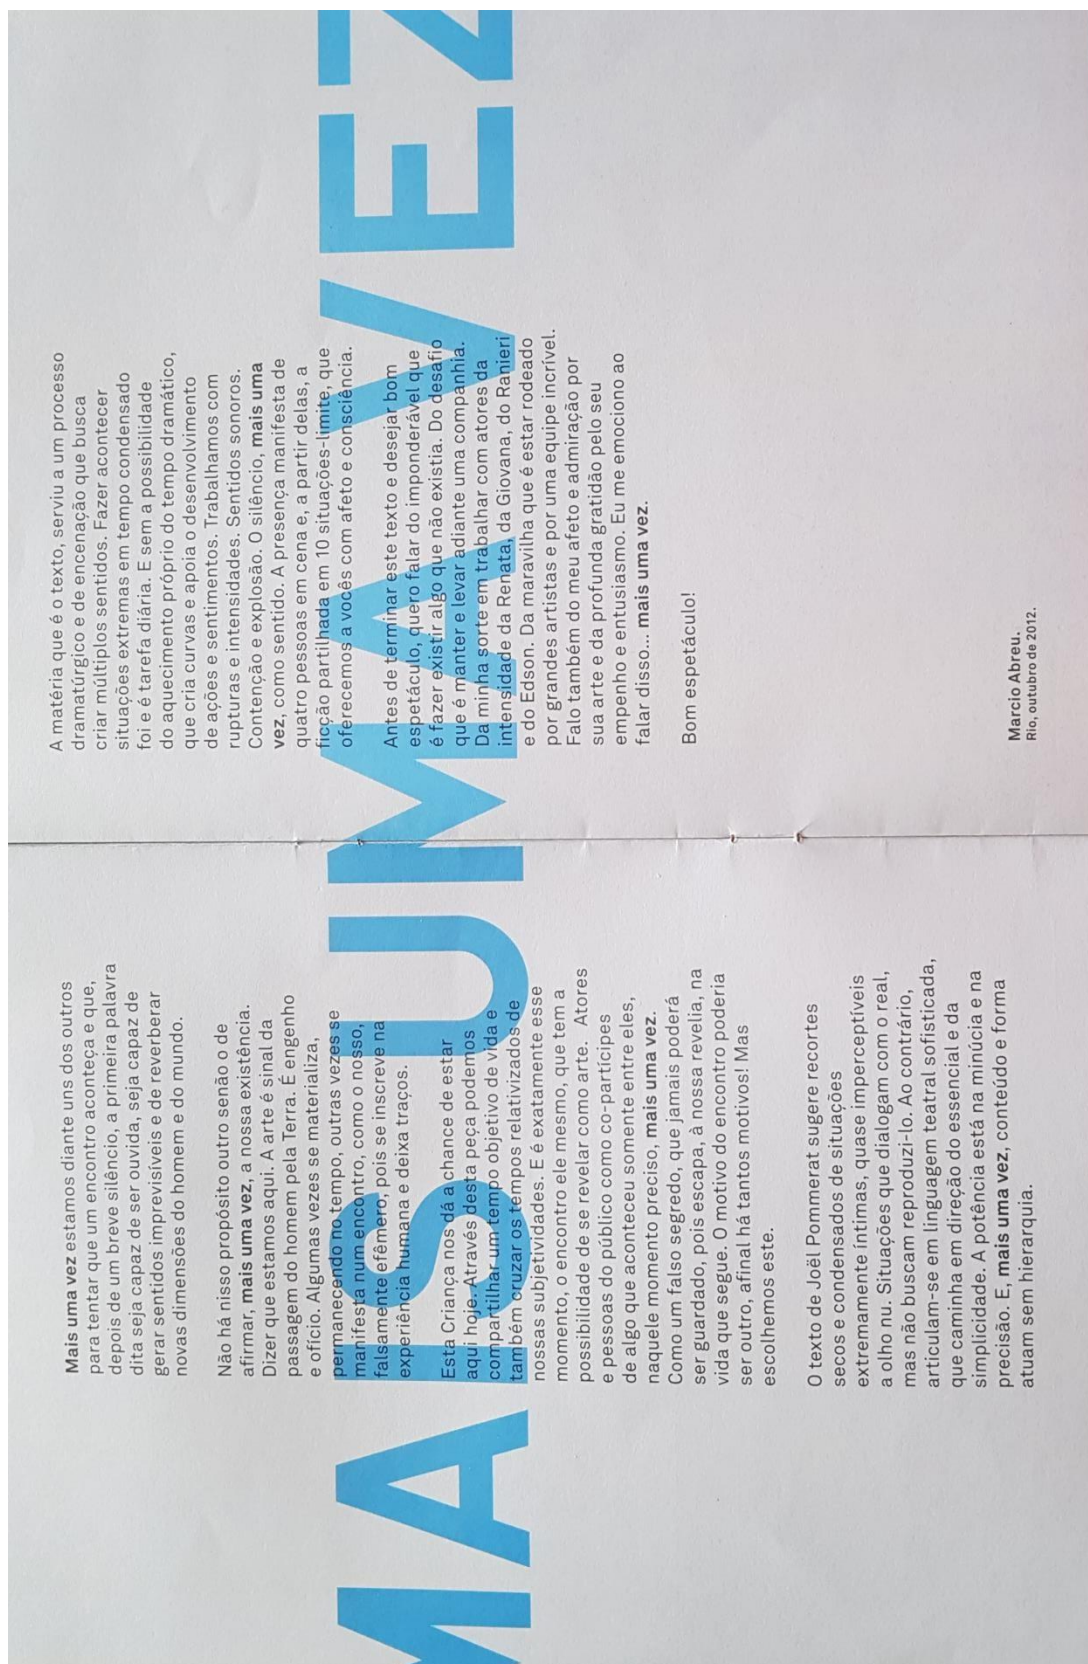 MAIS UMA VEZ
Mais uma vez estamos diante uns dos outros
para tentar que um encontro aconteça e que,
depois de um breve silêncio, a primeira palavra
dita seja capaz de ser ouvida, seja capaz de
gerar sentidos imprevisíveis e de reverberar
novas dimensões do homem e do mundo.
Não há nisso propósito outro senão o de
afirmar, mais uma vez, a nossa existência.
Dizer que estamos aqui. A arte é sinal da
passagem do homem pela Terra. É engenho
e ofício. Algumas vezes se materializa,
permanecendo no tempo, outras vezes se
manifesta num encontro, como o nosso,
falsamente efêmero, pois se inscreve na
experiência humana e deixa traços.
Esta Criança nos dá a chance de estar
aqui hoje. Através desta peça podemos
compartilhar um tempo objetivo de vida e
também cruzar os tempos relativizados de
nossas subjetividades. E é exatamente esse
momento, o encontro ele mesmo, que tem a
possibilidade de se revelar como arte. Atores
e pessoas do público como co-partícipes
de algo que aconteceu somente entre eles,
naquele momento preciso, mais uma vez.
Como um falso segredo, que jamais poderá
ser guardado, pois escapa, à nossa revelia, na
vida que segue. O motivo do encontro poderia
ser outro, afinal há tantos motivos! Mas
escolhemos este.
O texto de Joël Pommerat sugere recortes
secos e condensados de situações
extremamente íntimas, quase imperceptíveis
a olho nu. Situações que dialogam com o real,
mas não buscam reproduzi-lo. Ao contrário,
articulam-se em linguagem teatral sofisticada,
que caminha em direção do essencial e da
simplicidade. A potência está na minúcia e na
precisão. E, mais uma vez, conteúdo e forma
atuam sem hierarquia.
A matéria que é o texto, serviu a um processo
dramatúrgico e de encenação que busca
criar múltiplos sentidos. Fazer acontecer
situações extremas em tempo condensado
foi e é tarefa diária. E sem a possibilidade
do aquecimento próprio do tempo dramático,
que cria curvas e apoia o desenvolvimento
de ações e sentimentos. Trabalhamos com
rupturas e intensidades. Sentidos sonoros.
Contenção e explosão. O silêncio, mais uma
vez, como sentido. A presença manifesta de
quatro pessoas em cena e, a partir delas, a
ficção partilhada em 10 situações-limite, que
oferecemos a vocês com afeto e consciência.
Antes de terminar este texto e desejar bom
espetáculo, quero falar do imponderável que
é fazer existir algo que não existia. Do desafio
que é manter e levar adiante uma companhia.
Da minha sorte em trabalhar com atores da
intensidade da Renata, da Giovana, do Ranieri
e do Edson. Da maravilha que é estar rodeado
por grandes artistas e por uma equipe incrível.
Falo também do meu afeto e admiração por
sua arte e da profunda gratidão pelo seu
empenho e entusiasmo. Eu me emociono ao
falar disso... mais uma vez.
Bom espetáculo!
Marcio Abreu.
Rio, outubro de 2012.